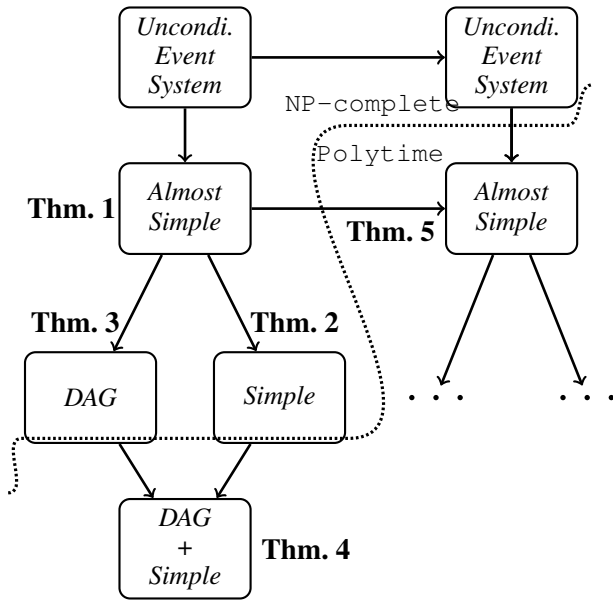 Uncondi.
Event
System
Uncondi.
Event
System
NP-complete
Polytime
Thm. 1
Almost
Simple
Thm. 5
Almost
Simple
Thm. 3
Thm. 2
DAG
Simple
. . .
. . .
DAG
+
Simple
Thm. 4